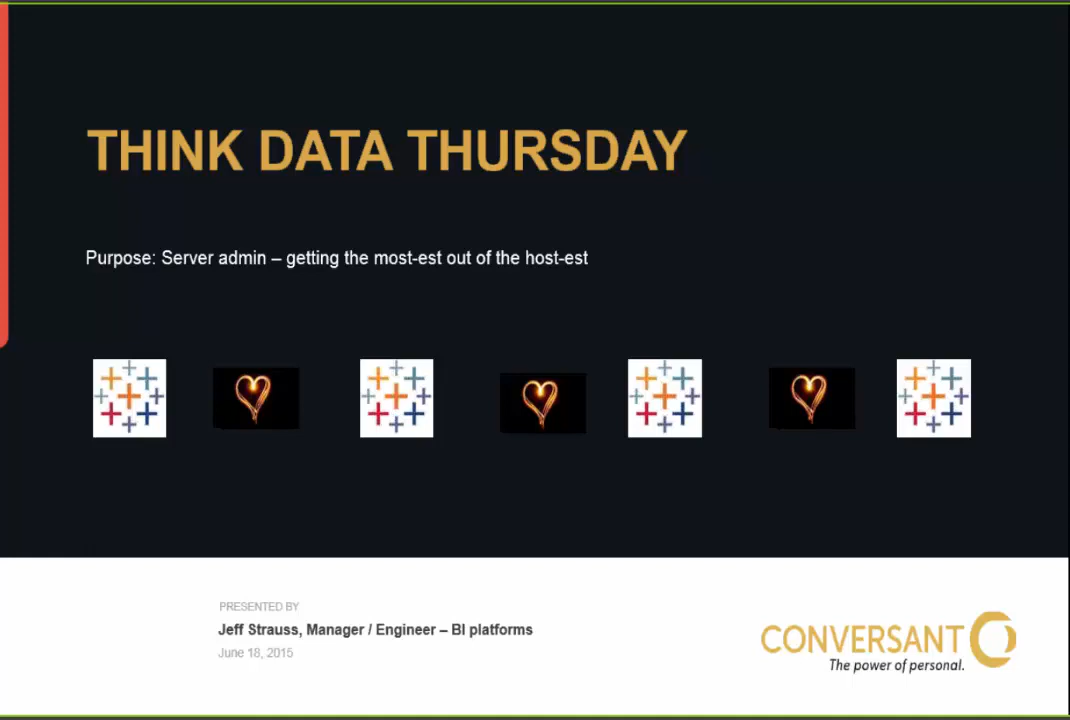 THINK DATA THURSDAY
Purpose: Server admin – getting the most-est out of the host-est
PRESENTED BY
Jeff Strauss, Manager / Engineer – BI platforms
June 18, 2015
CONVERSANT
The power of personal.